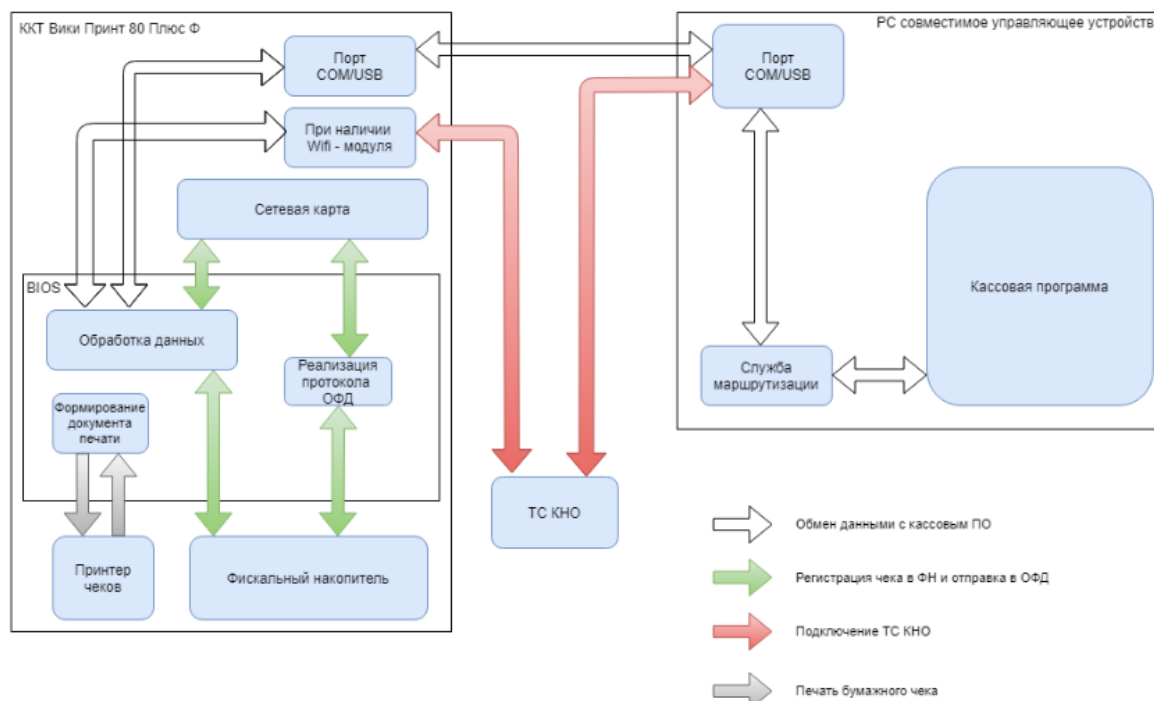 ККТ Вики Принт 80 Плюс Ф
PC совместимое управляющее устройств
Порт
COM/USB
Порт
COM/USB
При наличии
Wifi - модуля
Сетевая карта
BIOS
Обработка данных
Реализация
протокола
ОФД
Формирование
документа
печати
Принтер
чеков
Фискальный накопитель
ТС КНО
Служба
маршрутизации
Кассовая программа
Обмен данными с кассовым ПО
Регистрация чека в ФН и отправка в ОФД
Подключение ТС КНО
Печать бумажного чека